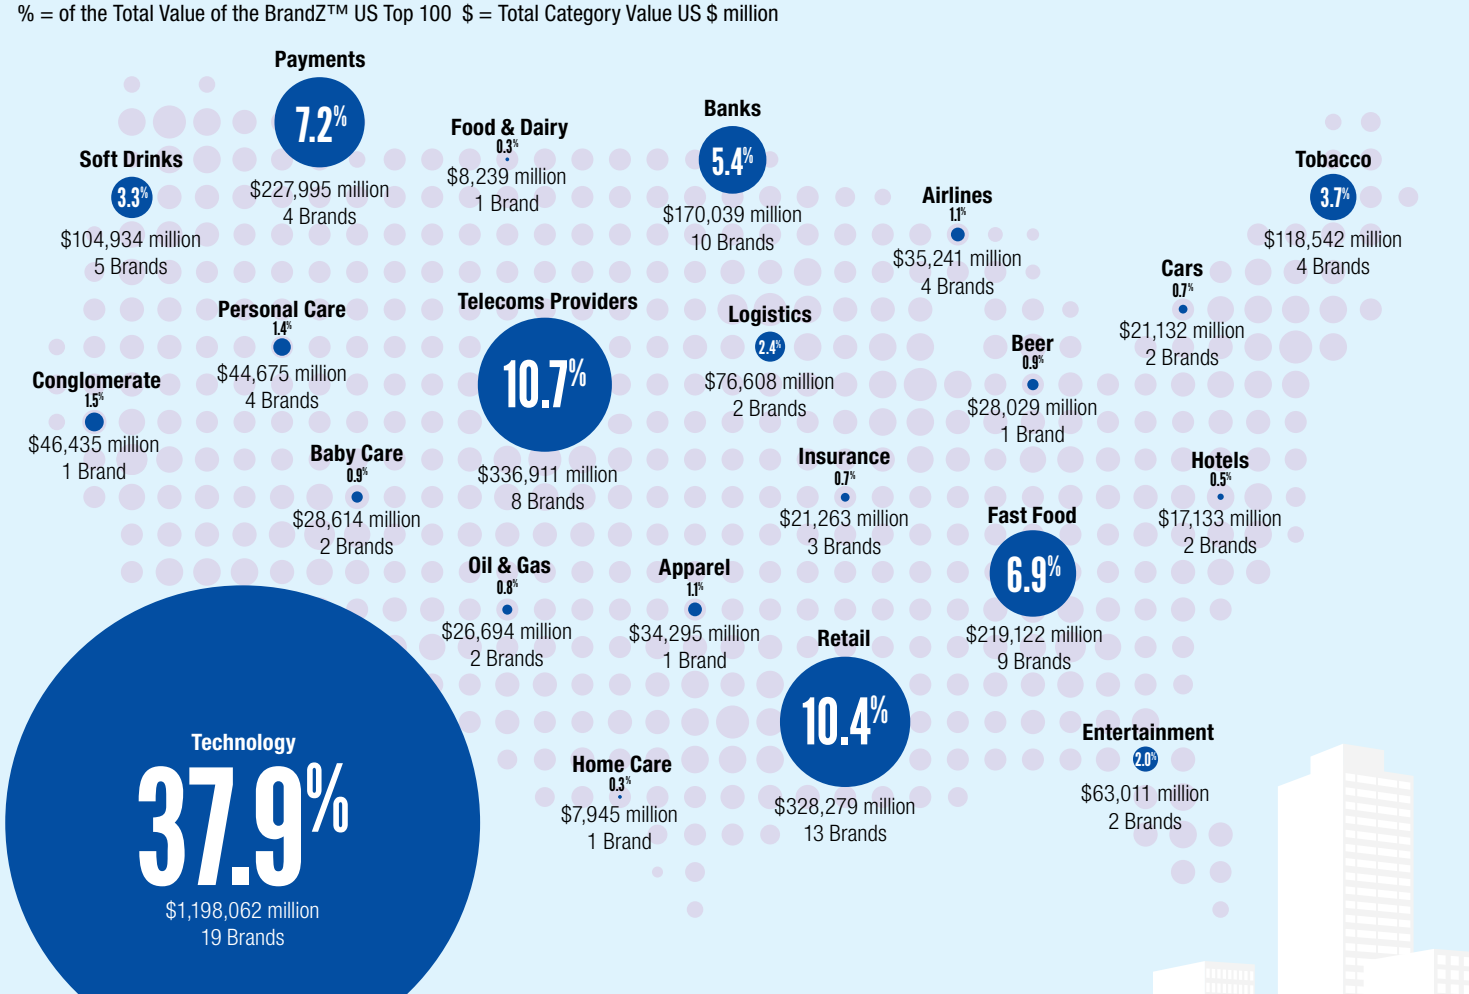 % = of the Total Value of the BrandZ™ US Top 100 $ = Total Category Value US $ million
Payments
7.2%
$227,995 million
4 Brands
Food & Dairy
0.3%
$8,239 million
1 Brand
Banks
5.4%
$170,039 million
10 Brands
Soft Drinks
3.3%
$104,934 million
5 Brands
Airlines
1.1%
$35,241 million
4 Brands
Tobacco
3.7%
$118,542 million
4 Brands
Cars
0.7%
$21,132 million
2 Brands
Personal Care
1.4%
$44,675 million
4 Brands
Telecoms Providers
10.7%
$336,911 million
8 Brands
Logistics
2.4%
$76,608 million
2 Brands
Beer
0.9%
$28,029 million
1 Brand
Conglomerate
1.5%
$46,435 million
1 Brand
Baby Care
0.9%
$28,614 million
2 Brands
Insurance
0.7%
$21,263 million
3 Brands
Hotels
0.5%
$17,133 million
2 Brands
Fast Food
6.9%
$219,122 million
9 Brands
Oil & Gas
0.8%
$26,694 million
2 Brands
Apparel
1.1%
$34,295 million
1 Brand
Retail
10.4%
$328,279 million
13 Brands
Technology
37.9%
$1,198,062 million
19 Brands
Home Care
0.3%
$7,945 million
1 Brand
Entertainment
2.0%
$63,011 million
2 Brands